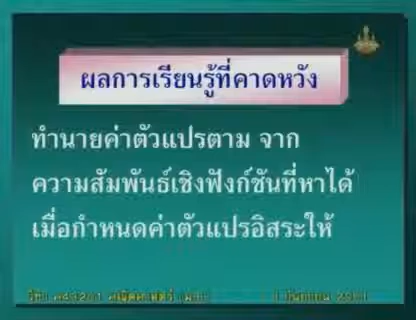 ผลการเรียนรู้ที่คาดหวัง
ทำนายค่าตัวแปรตาม จาก
ความสัมพันธ์เชิงฟังก์ชันที่หาได้
เมื่อกำหนดค่าตัวแปรอิสระให้